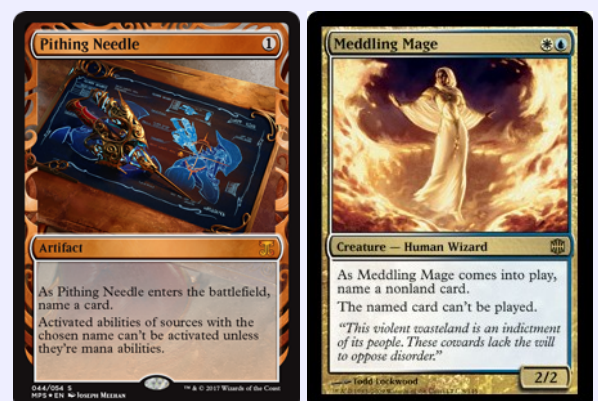 Pithing Needle
1
Artifact
As Pithing Needle enters the battlefield,
name a card.
Activated abilities of sources with the
chosen name can't be activated unless
they're mana abilities.
044/054 S
MPS • EN JOSEPH MEEHAN
™ & © 2017 Wizards of the Coast
Meddling Mage
Creature — Human Wizard
As Meddling Mage comes into play,
name a nonland card.
The named card can't be played.
"This violent wasteland is an indictment
of its people. These cowards lack the will
to oppose disorder."
Todd Lockwood
2/2